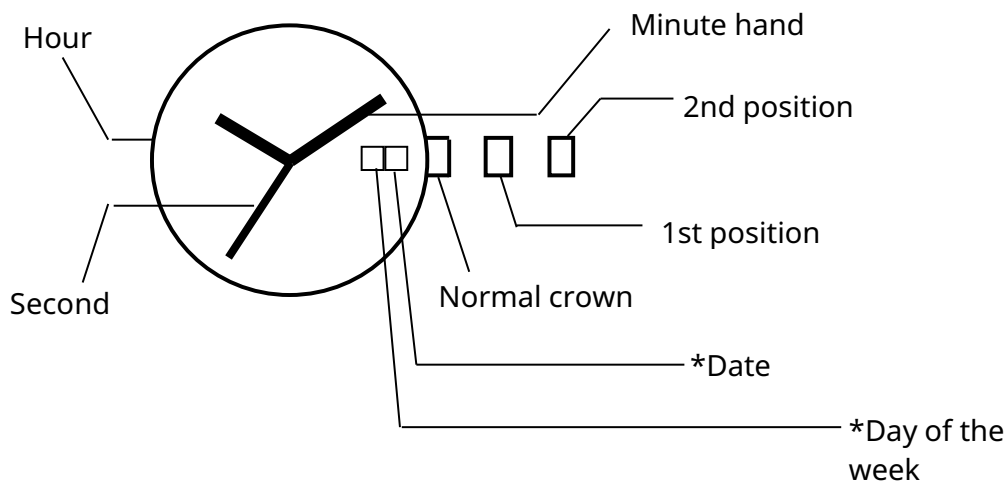 Minute hand
Hour
2nd position
1st position
Normal crown
Second
*Date
*Day of the
week